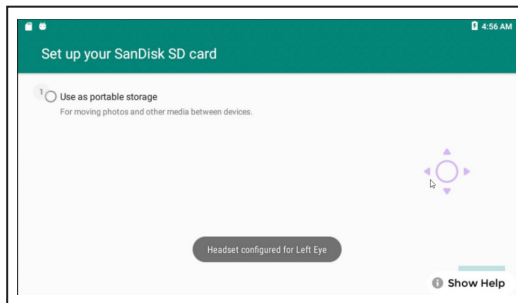 4:56 AM
Set up your SanDisk SD card
1 Use as portable storage
For moving photos and other media between devices.
Headset configured for Left Eye
Show Help